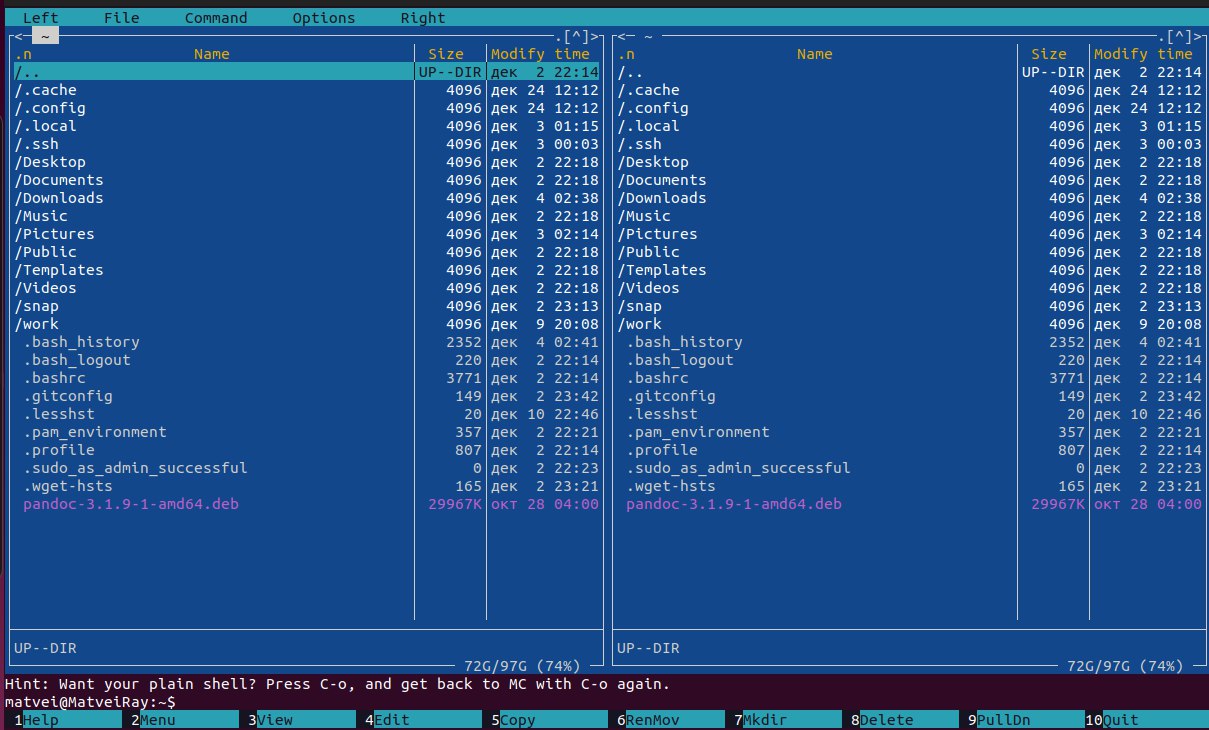 Left File Command Options Right
<─ ~ .[^]> <─ ~ .[^]>
.n Name Size Modify time .n Name Size Modify time
/.. UP--DIR дек 2 22:14 /.. UP--DIR дек 2 22:14
/.cache 4096 дек 24 12:12 /.cache 4096 дек 24 12:12
/.config 4096 дек 24 12:12 /.config 4096 дек 24 12:12
/.local 4096 дек 3 01:15 /.local 4096 дек 3 01:15
/.ssh 4096 дек 3 00:03 /.ssh 4096 дек 3 00:03
/Desktop 4096 дек 2 22:18 /Desktop 4096 дек 2 22:18
/Documents 4096 дек 2 22:18 /Documents 4096 дек 2 22:18
/Downloads 4096 дек 4 02:38 /Downloads 4096 дек 4 02:38
/Music 4096 дек 2 22:18 /Music 4096 дек 2 22:18
/Pictures 4096 дек 3 02:14 /Pictures 4096 дек 3 02:14
/Public 4096 дек 2 22:18 /Public 4096 дек 2 22:18
/Templates 4096 дек 2 22:18 /Templates 4096 дек 2 22:18
/Videos 4096 дек 2 22:18 /Videos 4096 дек 2 22:18
/snap 4096 дек 2 23:13 /snap 4096 дек 2 23:13
/work 4096 дек 9 20:08 /work 4096 дек 9 20:08
.bash_history 2352 дек 4 02:41 .bash_history 2352 дек 4 02:41
.bash_logout 220 дек 2 22:14 .bash_logout 220 дек 2 22:14
.bashrc 3771 дек 2 22:14 .bashrc 3771 дек 2 22:14
.gitconfig 149 дек 2 23:42 .gitconfig 149 дек 2 23:42
.lesshst 20 дек 10 22:46 .lesshst 20 дек 10 22:46
.pam_environment 357 дек 2 22:21 .pam_environment 357 дек 2 22:21
.profile 807 дек 2 22:14 .profile 807 дек 2 22:14
.sudo_as_admin_successful 0 дек 2 22:23 .sudo_as_admin_successful 0 дек 2 22:23
.wget-hsts 165 дек 2 23:21 .wget-hsts 165 дек 2 23:21
pandoc-3.1.9-1-amd64.deb 29967K окт 28 04:00 pandoc-3.1.9-1-amd64.deb 29967K окт 28 04:00
UP--DIR UP--DIR
72G/97G (74%) 72G/97G (74%)
Hint: Want your plain shell? Press C-o, and get back to MC with C-o again.
matvei@MatveiRay:~$
1Help 2Menu 3View 4Edit 5Copy 6RenMov 7Mkdir 8Delete 9PullDn 10Quit